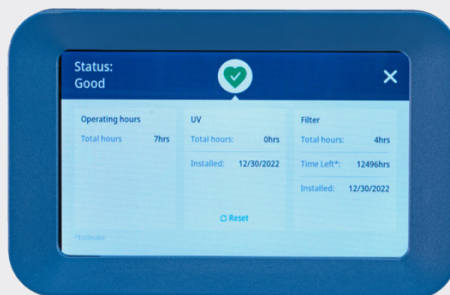 Status:
Good
Operating hours
Total hours 7hrs
UV
Total hours: 0hrs
Installed: 12/30/2022
Reset
Filter
Total hours: 4hrs
Time Left*: 12496hrs
Installed: 12/30/2022
*Estimate